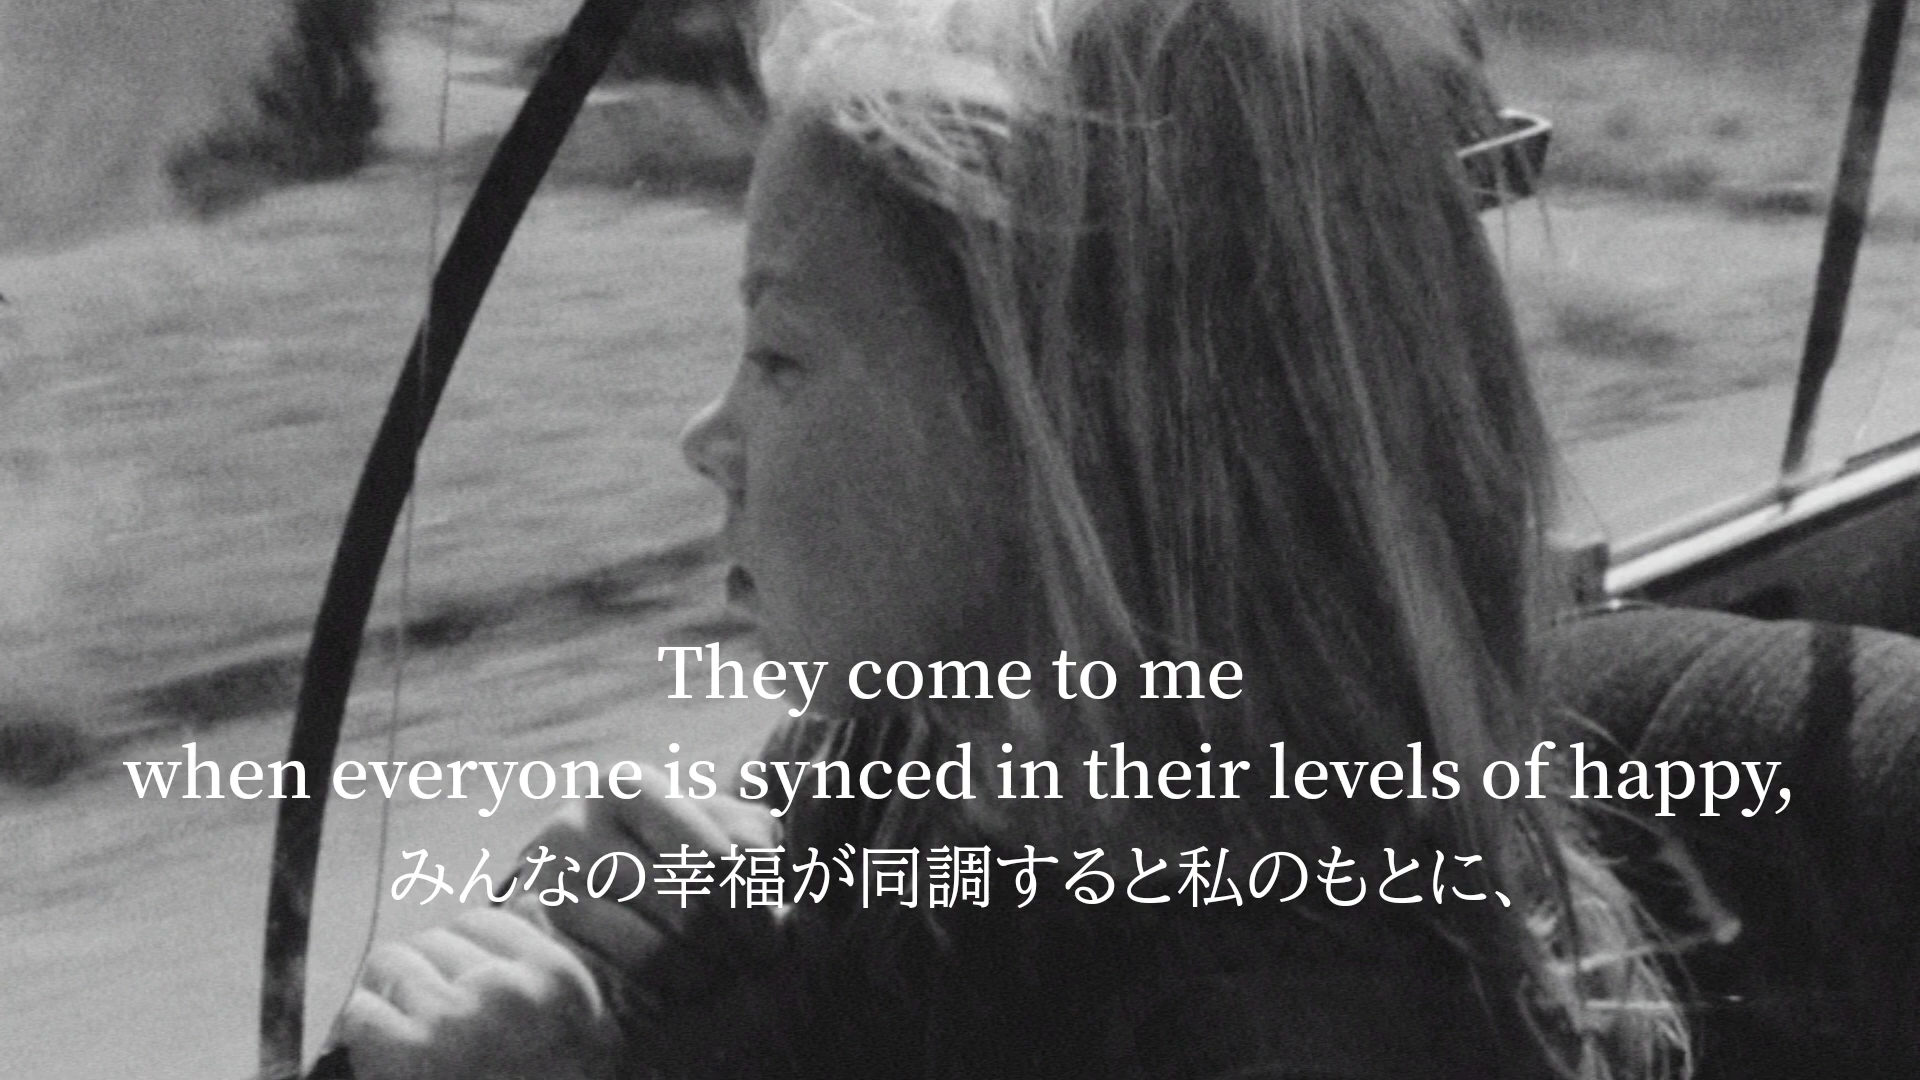 They come to me
when everyone is synced in their levels of happy,
みんなの幸福が同調すると私のもとに、